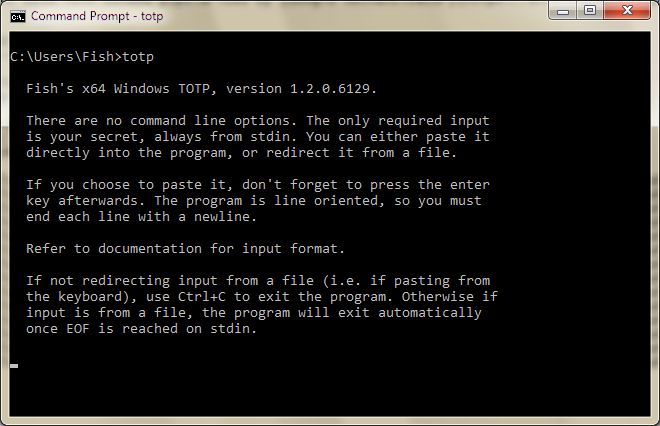 Command Prompt - totp
C:\Users\Fish>totp
Fish's x64 Windows TOTP, version 1.2.0.6129.
There are no command line options. The only required input
is your secret, always from stdin. You can either paste it
directly into the program, or redirect it from a file.
If you choose to paste it, don't forget to press the enter
key afterwards. The program is line oriented, so you must
end each line with a newline.
Refer to documentation for input format.
If not redirecting input from a file (i.e. if pasting from
the keyboard), use Ctrl+C to exit the program. Otherwise if
input is from a file, the program will exit automatically
once EOF is reached on stdin.